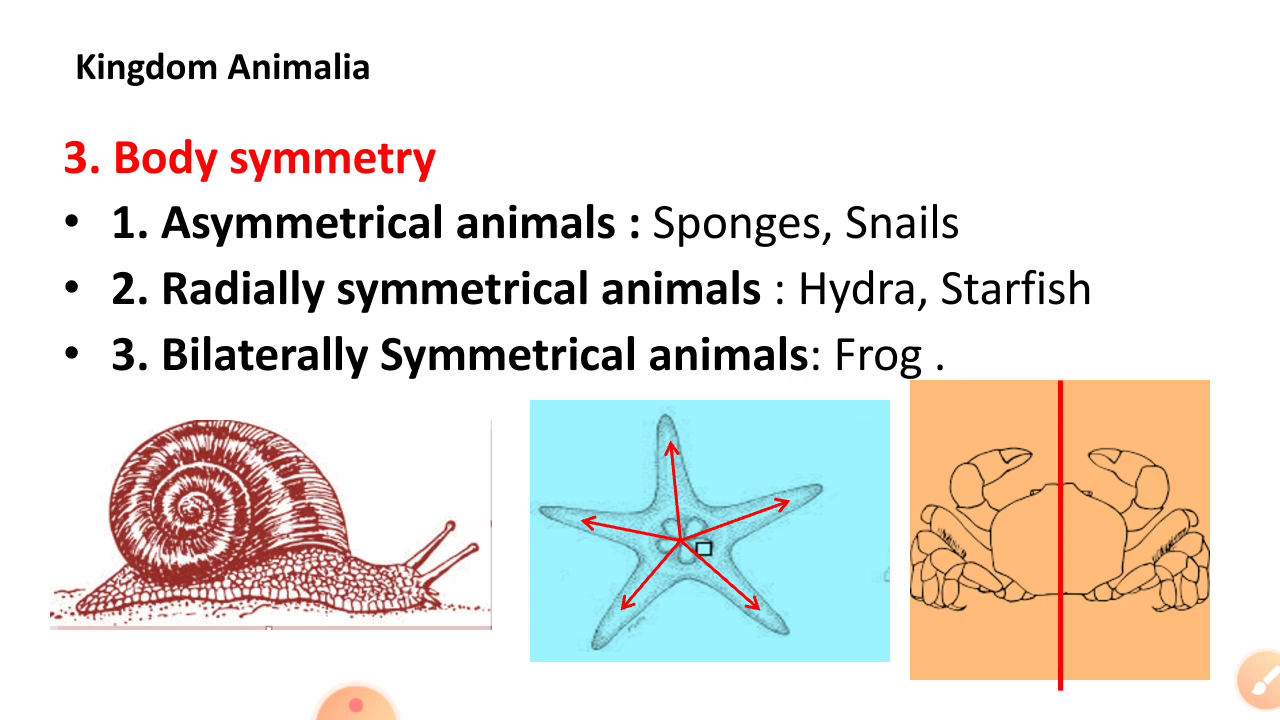 Kingdom Animalia
3. Body symmetry
• 1. Asymmetrical animals : Sponges, Snails
• 2. Radially symmetrical animals : Hydra, Starfish
• 3. Bilaterally Symmetrical animals: Frog .